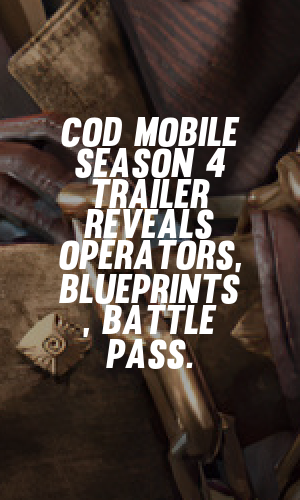 COD MOBILE
SEASON 4
TRAILER
REVEALS
OPERATORS,
BLUEPRINTS
, BATTLE
PASS.